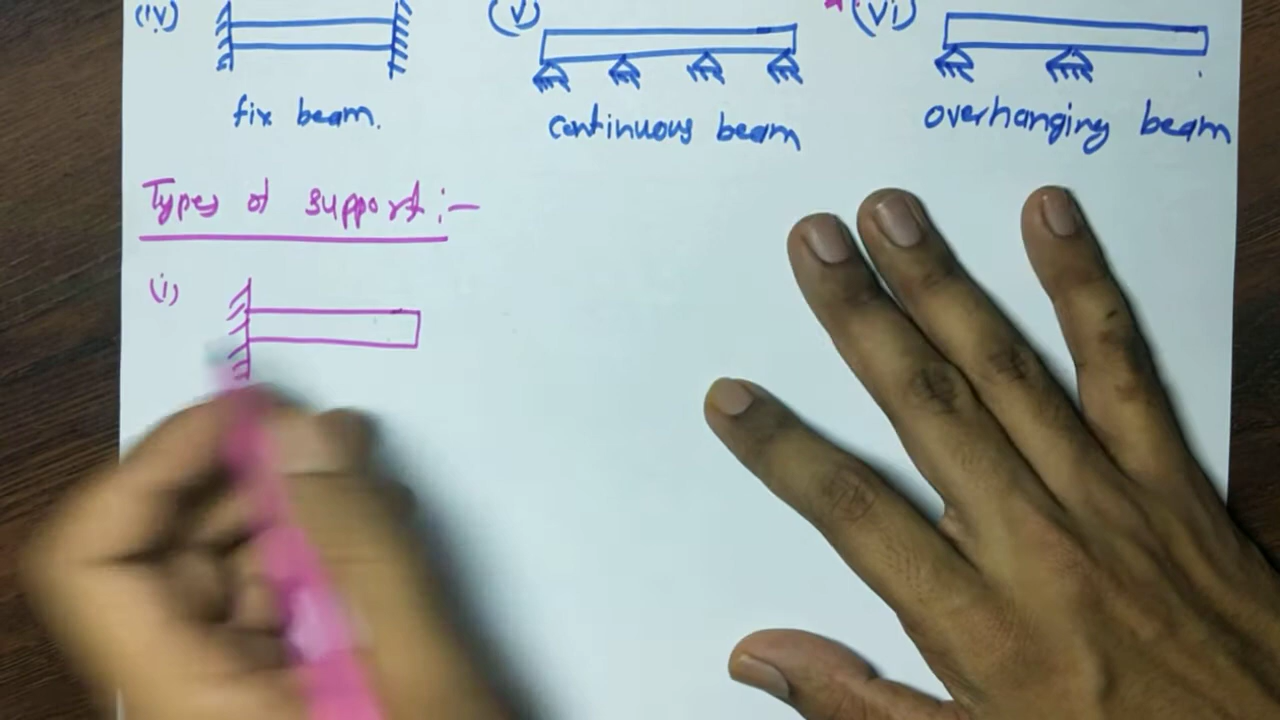 (iv) (v) (vi)
fix beam. continuous beam overhanging beam
Types of support :-
(i)